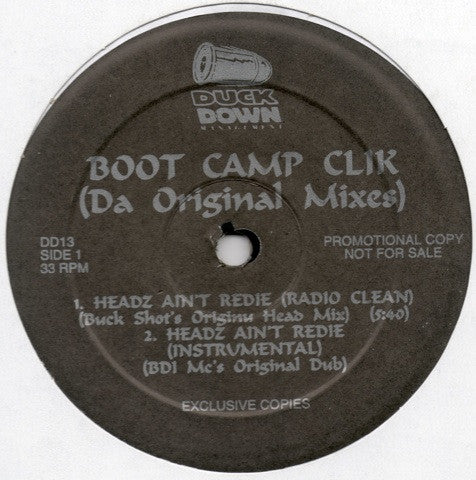 DUCK
DOWN
MANAGEMENT
BOOT CAMP CLIK
(Da Original Mixes)
DD13
SIDE 1
33 RPM
PROMOTIONAL COPY
NOT FOR SALE
1. HEADZ AIN'T REDIE (RADIO CLEAN)
(Buck Shot's Originu Head Mix) (5:40)
2. HEADZ AIN'T REDIE
(INSTRUMENTAL)
(BDI Mc's Original Dub)
EXCLUSIVE COPIES